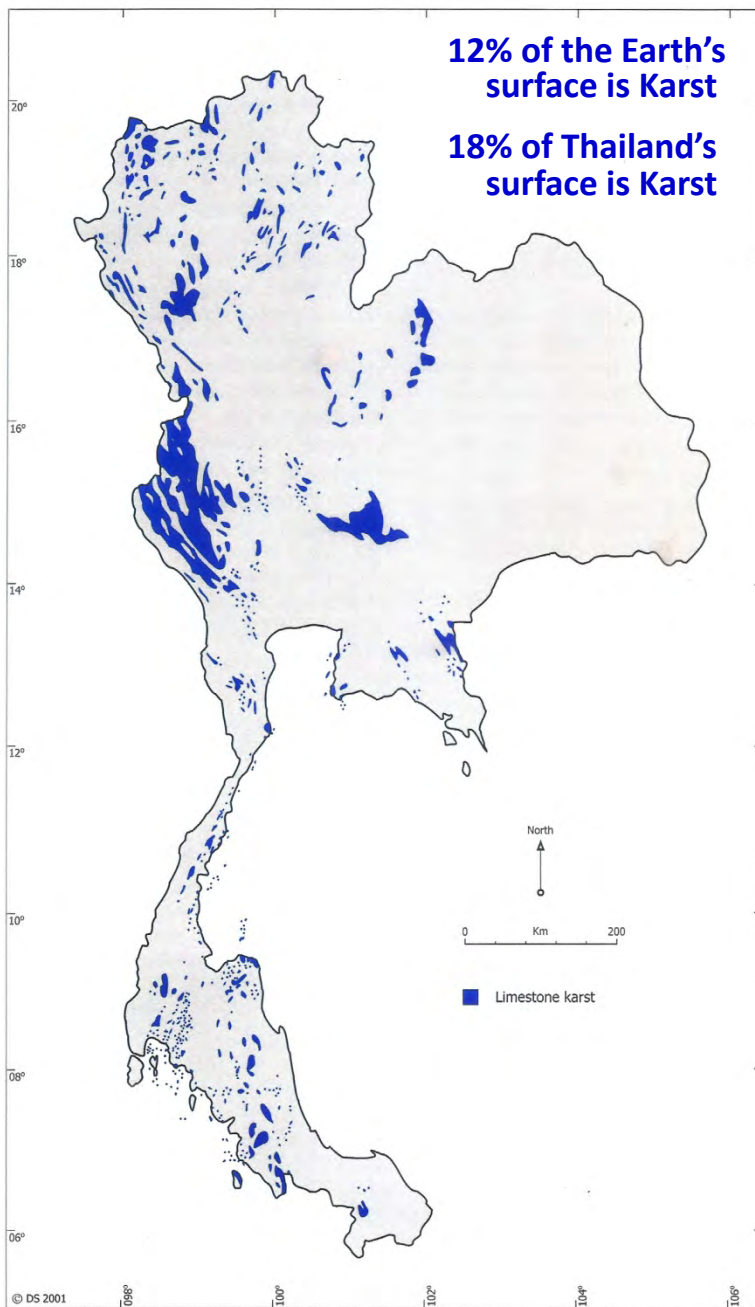 12% of the Earth’s
surface is Karst
18% of Thailand’s
surface is Karst
20°
18°
16°
14°
12°
10°
08°
06°
North
0 Km 200
Limestone karst
© DS 2001
098°
100°
102°
104°
106°